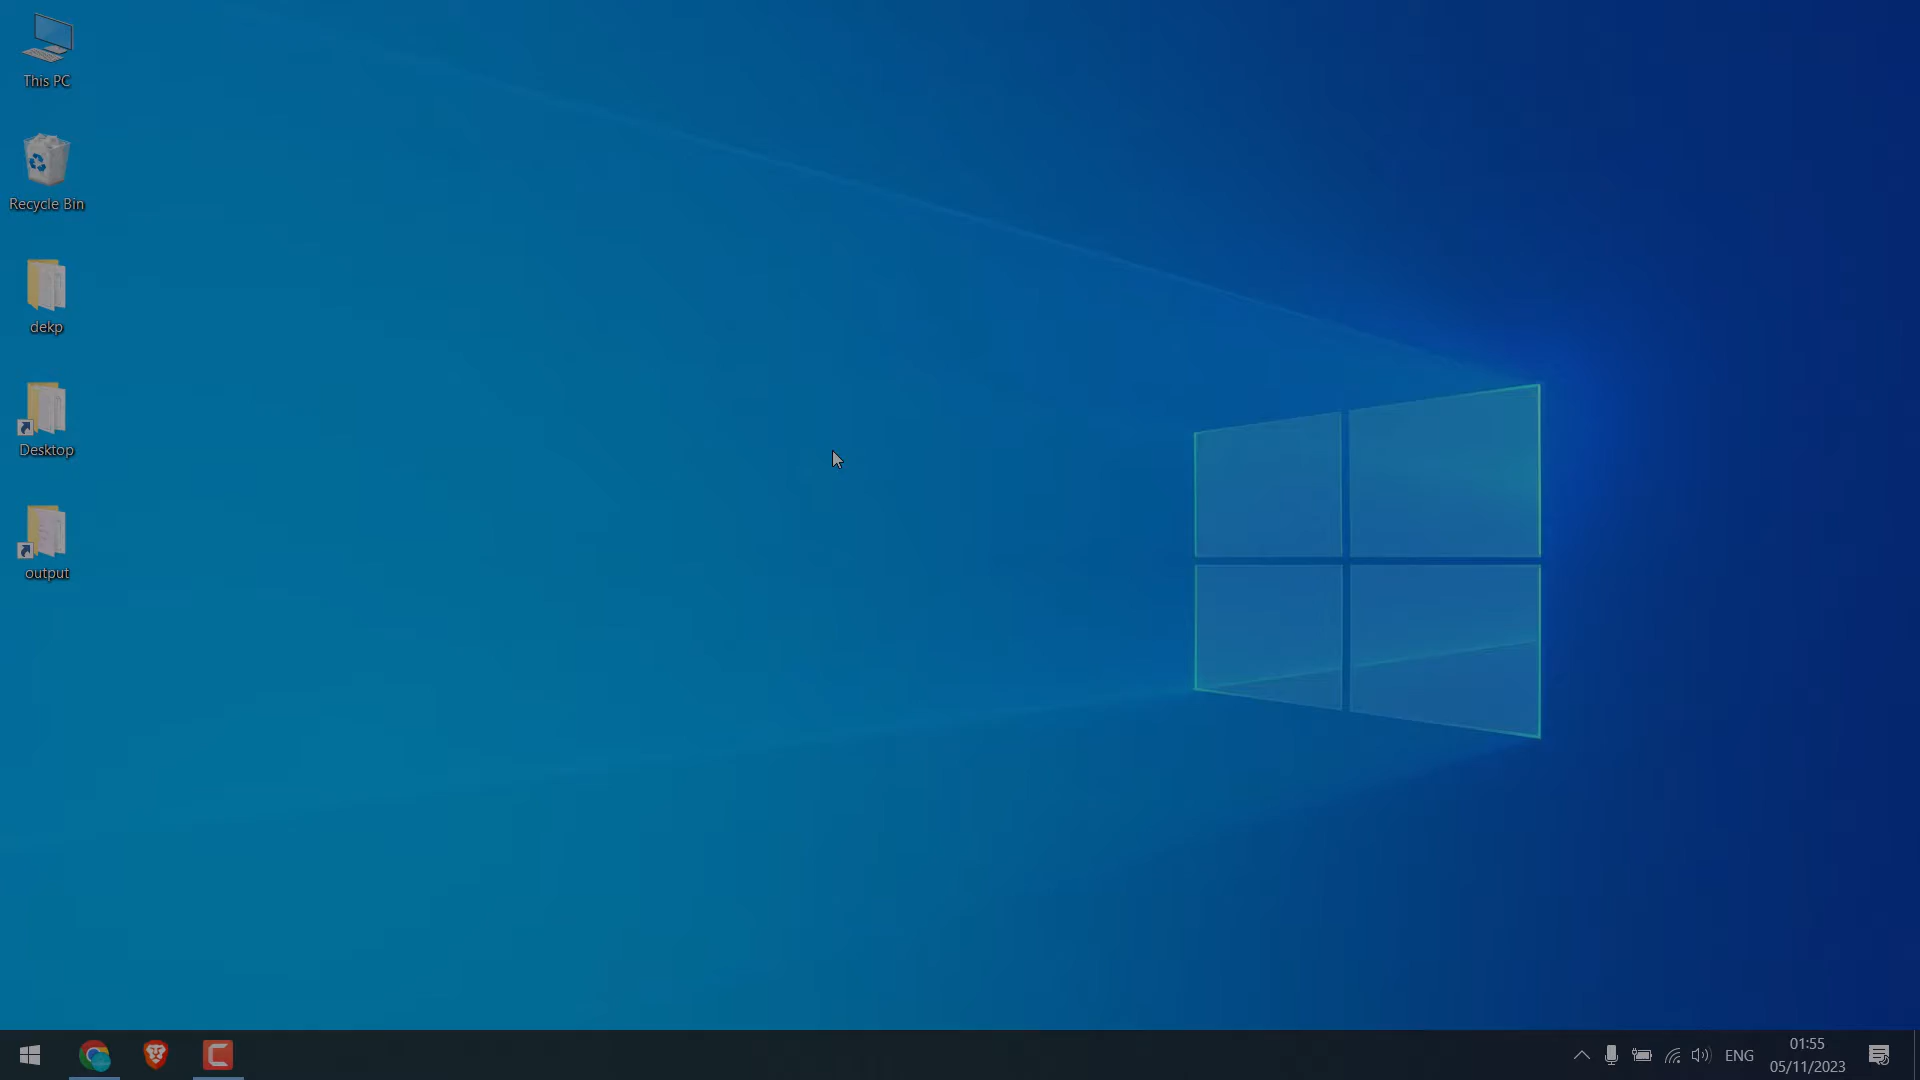 This PC
Recycle Bin
dekp
Desktop
output
ENG
01:55
05/11/2023